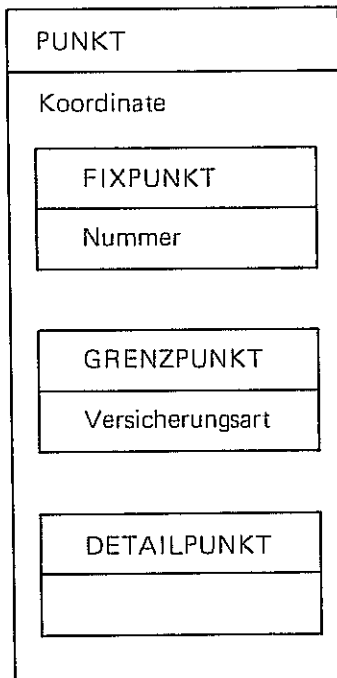 PUNKT
Koordinate
FIXPUNKT
Nummer
GRENZPUNKT
Versicherungsart
DETAILPUNKT